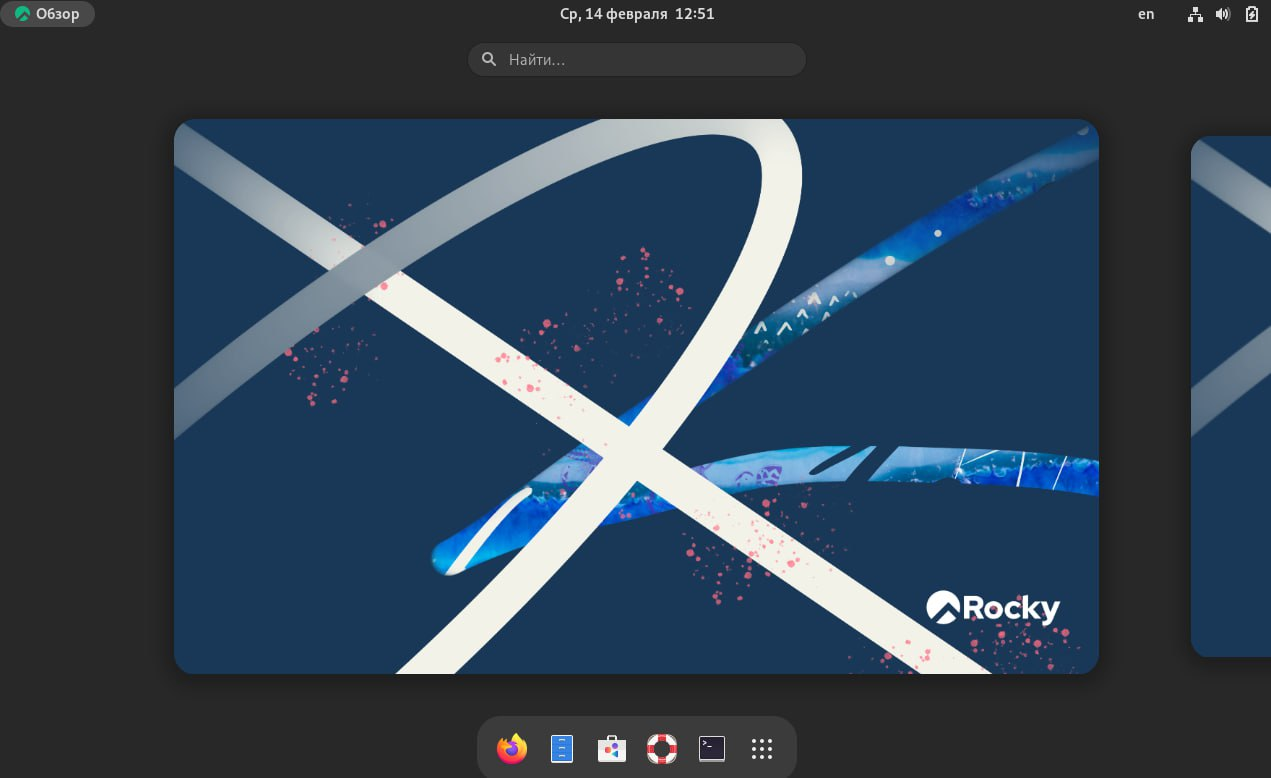 Обзор
Ср, 14 февраля 12:51
en
Найти...
Rocky
>_